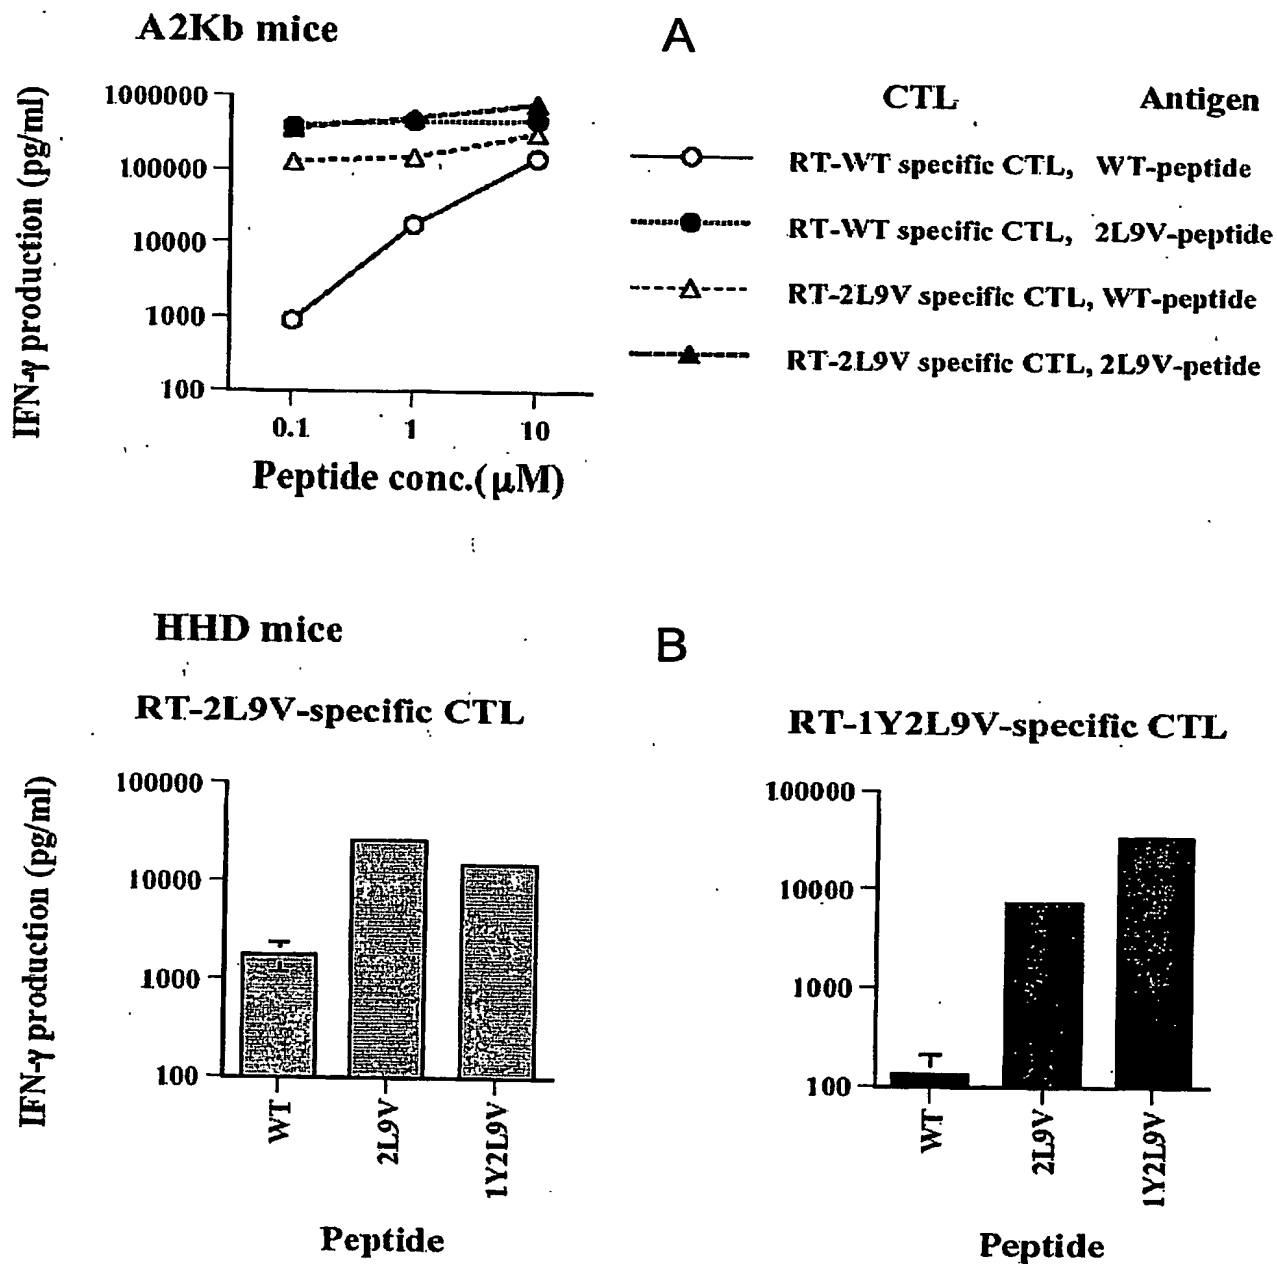 A2Kb mice
A
IFN-γ production (pg/ml)
1000000
100000
10000
1000
100
0.1 1 10
Peptide conc.(μM)
CTL Antigen
RT-WT specific CTL, WT-peptide
RT-WT specific CTL, 2L9V-peptide
RT-2L9V specific CTL, WT-peptide
RT-2L9V specific CTL, 2L9V-petide
HHD mice
B
RT-2L9V-specific CTL
IFN-γ production (pg/ml)
100000
10000
1000
100
WT 2L9V 1Y2L9V
Peptide
RT-1Y2L9V-specific CTL
100000
10000
1000
100
WT 2L9V 1Y2L9V
Peptide